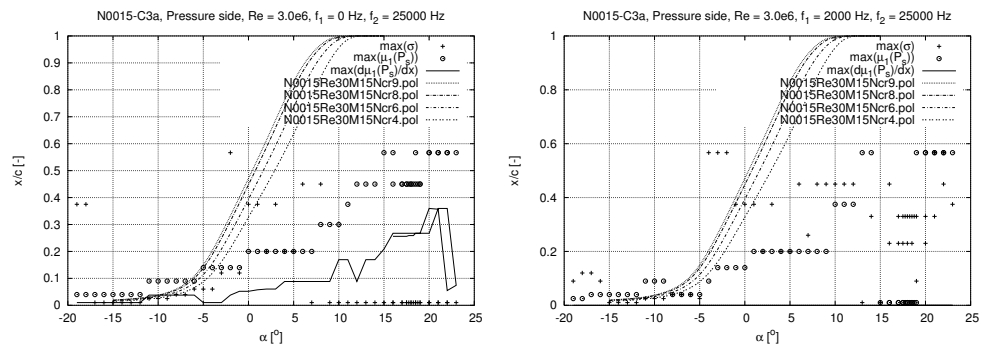 N0015-C3a, Pressure side, Re = 3.0e6, f₁ = 0 Hz, f₂ = 25000 Hz
max(σ)
max(μ₁(Pₛ))
max(dμ₁(Pₛ)/dx)
N0015Re30M15Ncr9.pol
N0015Re30M15Ncr8.pol
N0015Re30M15Ncr6.pol
N0015Re30M15Ncr4.pol
x/c [-]
1
0.9
0.8
0.7
0.6
0.5
0.4
0.3
0.2
0.1
0
-20 -15 -10 -5 0 5 10 15 20 25
α [°]
N0015-C3a, Pressure side, Re = 3.0e6, f₁ = 2000 Hz, f₂ = 25000 Hz
max(σ)
max(μ₁(Pₛ))
max(dμ₁(Pₛ)/dx)
N0015Re30M15Ncr9.pol
N0015Re30M15Ncr8.pol
N0015Re30M15Ncr6.pol
N0015Re30M15Ncr4.pol
x/c [-]
1
0.8
0.6
0.4
0.2
0
-20 -15 -10 -5 0 5 10 15 20 25
α [°]